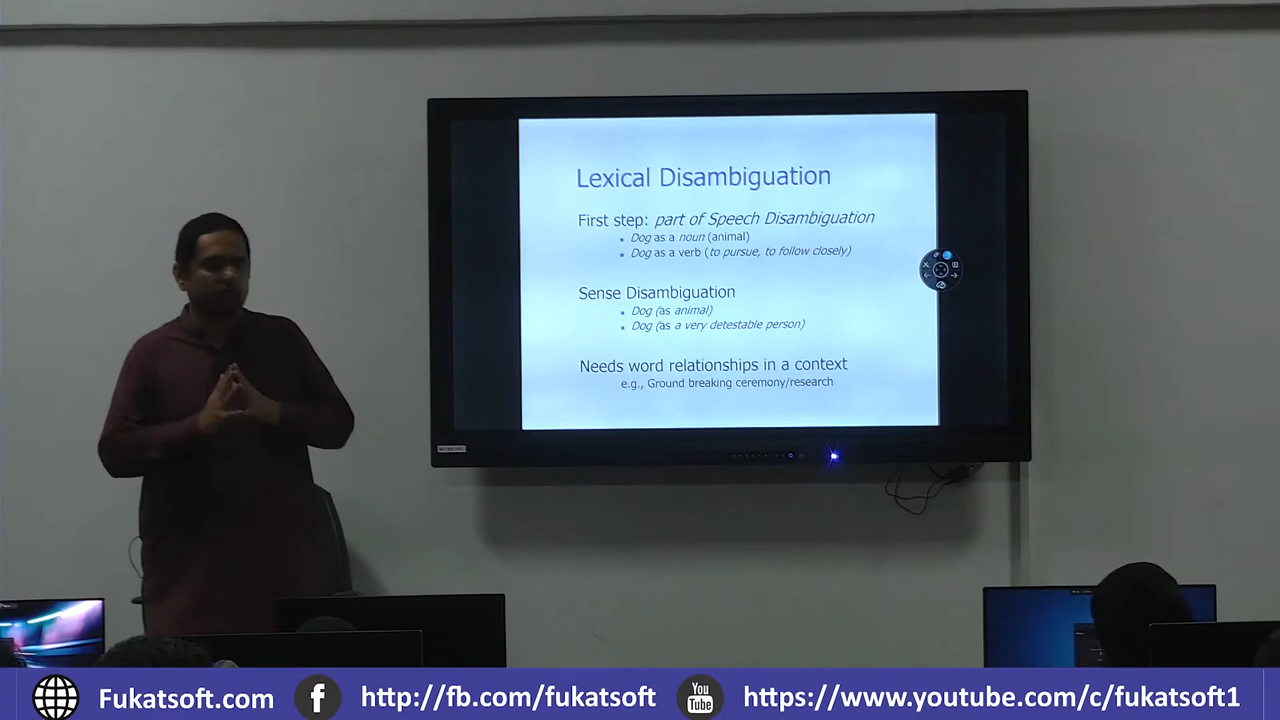 Lexical Disambiguation
First step: part of Speech Disambiguation
Dog as a noun (animal)
Dog as a verb (to pursue, to follow closely)
Sense Disambiguation
Dog (as animal)
Dog (as a very detestable person)
Needs word relationships in a context
e.g., Ground breaking ceremony/research
Fukatsoft.com
f
http://fb.com/fukatsoft
You
Tube
https://www.youtube.com/c/fukatsoft1